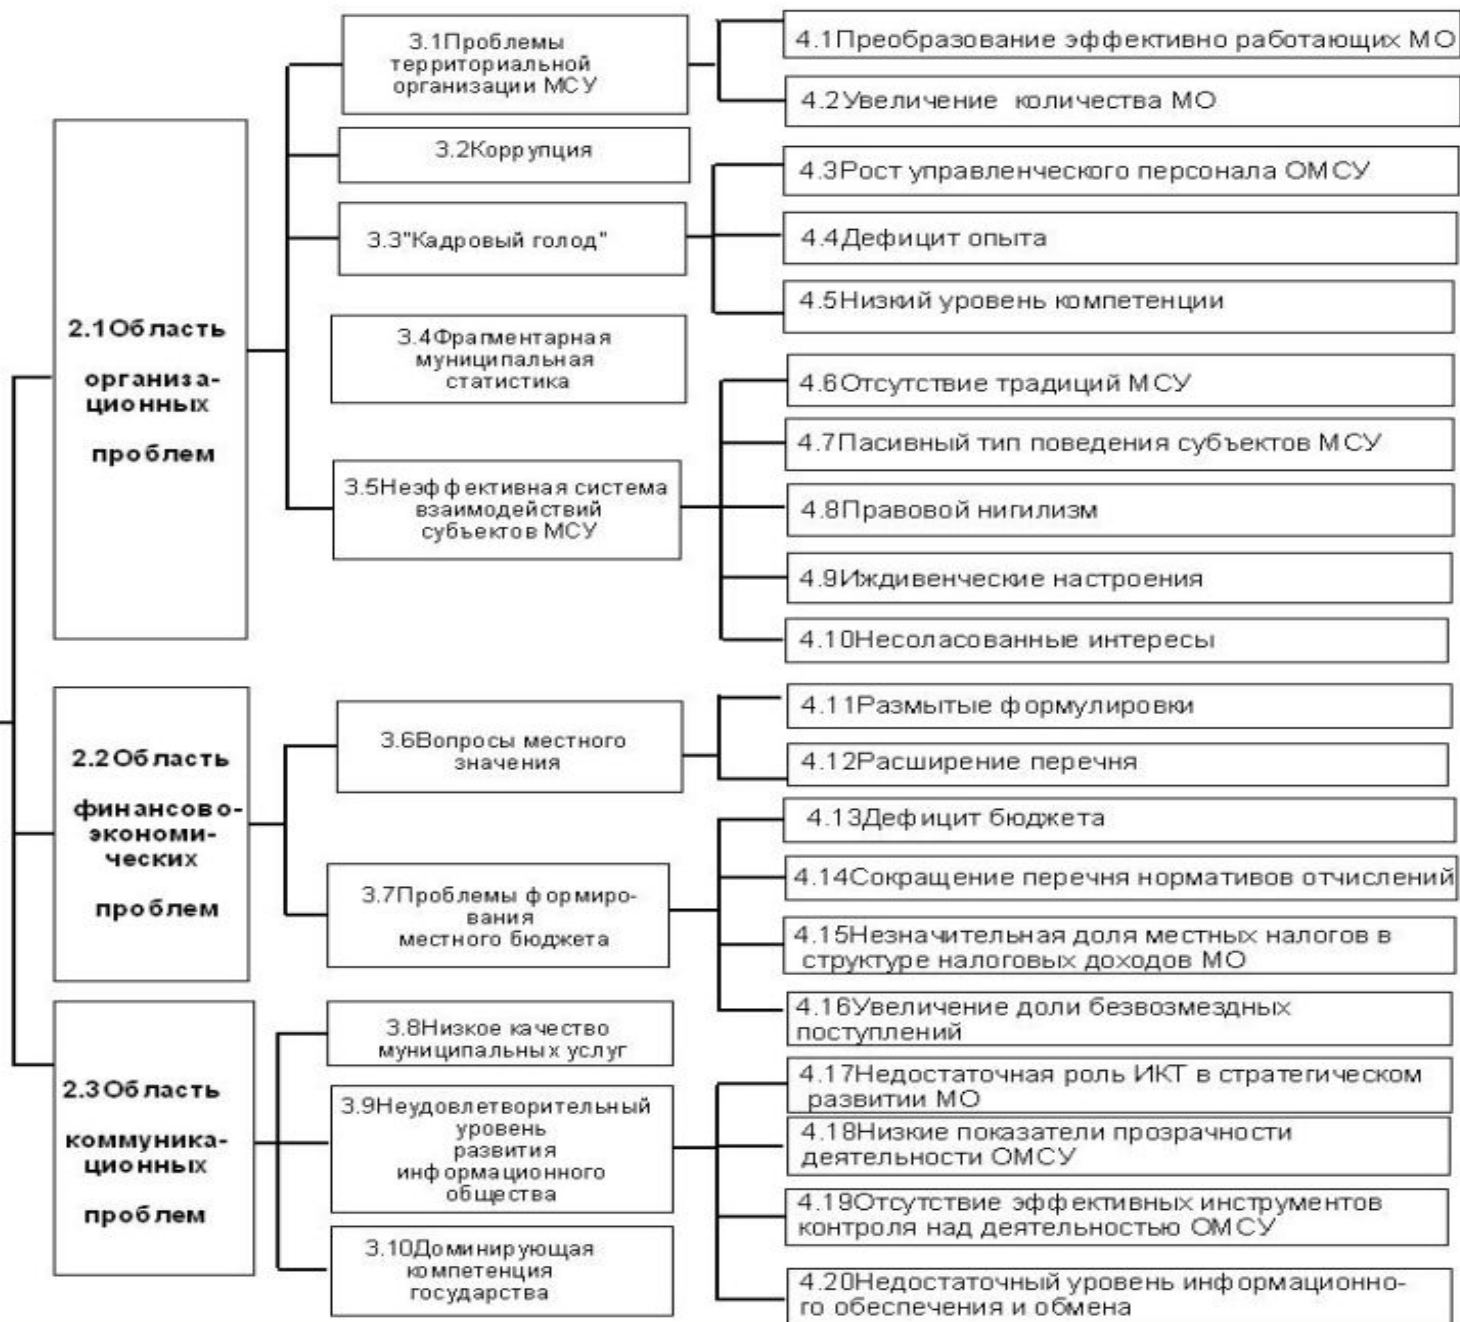 3.1Проблемы
территориальной
организации МСУ
4.1Преобразование эффективно работающих МО
4.2Увеличение количества МО
3.2Коррупция
4.3Рост управленческого персонала ОМСУ
3.3"Кадровый голод"
4.4Дефицит опыта
4.5Низкий уровень компетенции
2.1Область
организа-
ционных
проблем
3.4Фрагментарная
муниципальная
статистика
4.6Отсутствие традиций МСУ
4.7Пасивный тип поведения субъектов МСУ
3.5Неэффективная система
взаимодействий
субъектов МСУ
4.8Правовой нигилизм
4.9Иждивенческие настроения
4.10Несоласованные интересы
2.2Область
финансово-
экономи-
ческих
проблем
3.6Вопросы местного
значения
4.11Размытые формулировки
4.12Расширение перечня
3.7Проблемы формиро-
вания
местного бюджета
4.13Дефицит бюджета
4.14Сокращение перечня нормативов отчислений
4.15Незначительная доля местных налогов в
структуре налоговых доходов МО
4.16Увеличение доли безвозмездных
поступлений
2.3Область
коммуника-
ционных
проблем
3.8Низкое качество
муниципальных услуг
3.9Неудовлетворительный
уровень
развития
информационного
общества
4.17Недостаточная роль ИКТ в стратегическом
развитии МО
4.18Низкие показатели прозрачности
деятельности ОМСУ
4.19Отсутствие эффективных инструментов
контроля над деятельностью ОМСУ
3.10Доминирующая
компетенция
государства
4.20Недостаточный уровень информационно-
го обеспечения и обмена